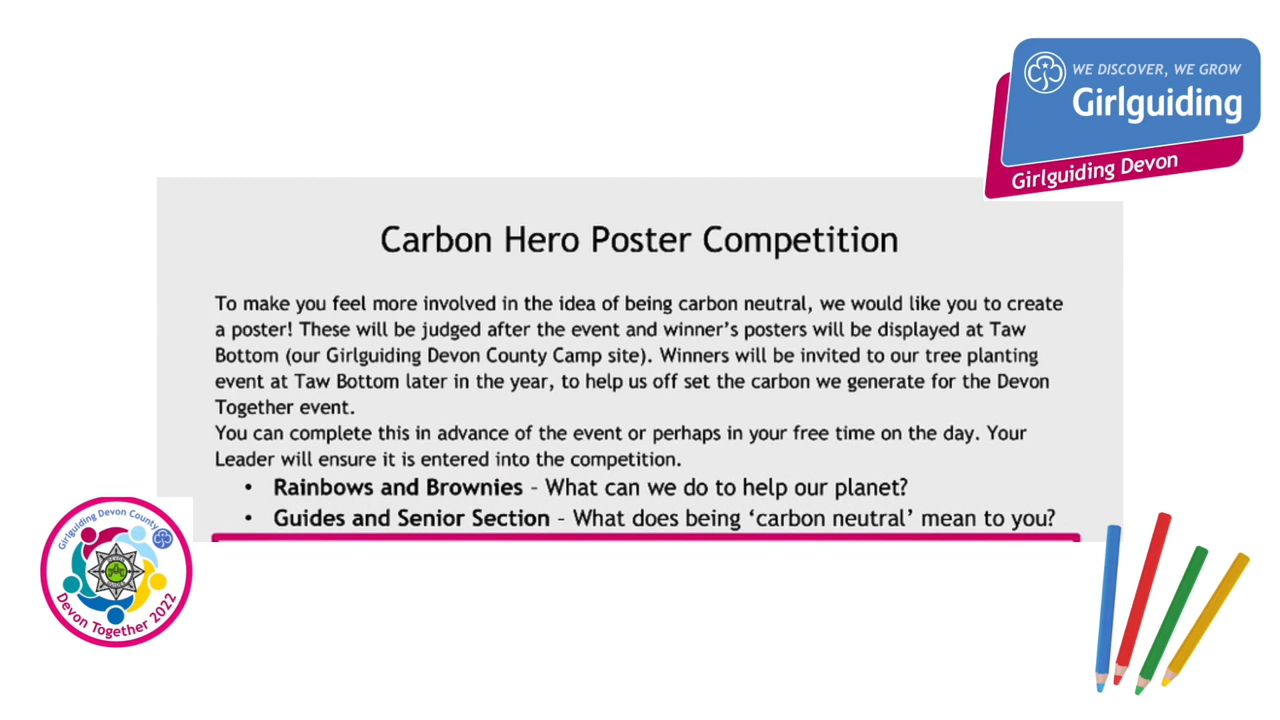 WE DISCOVER, WE GROW
Girlguiding
Girlguiding Devon
Carbon Hero Poster Competition
To make you feel more involved in the idea of being carbon neutral, we would like you to create
a poster! These will be judged after the event and winner's posters will be displayed at Taw
Bottom (our Girlguiding Devon County Camp site). Winners will be invited to our tree planting
event at Taw Bottom later in the year, to help us off set the carbon we generate for the Devon
Together event.
You can complete this in advance of the event or perhaps in your free time on the day. Your
Leader will ensure it is entered into the competition.
• Rainbows and Brownies – What can we do to help our planet?
• Guides and Senior Section – What does being ‘carbon neutral’ mean to you?
Girlguiding Devon County
Devon Together 2022